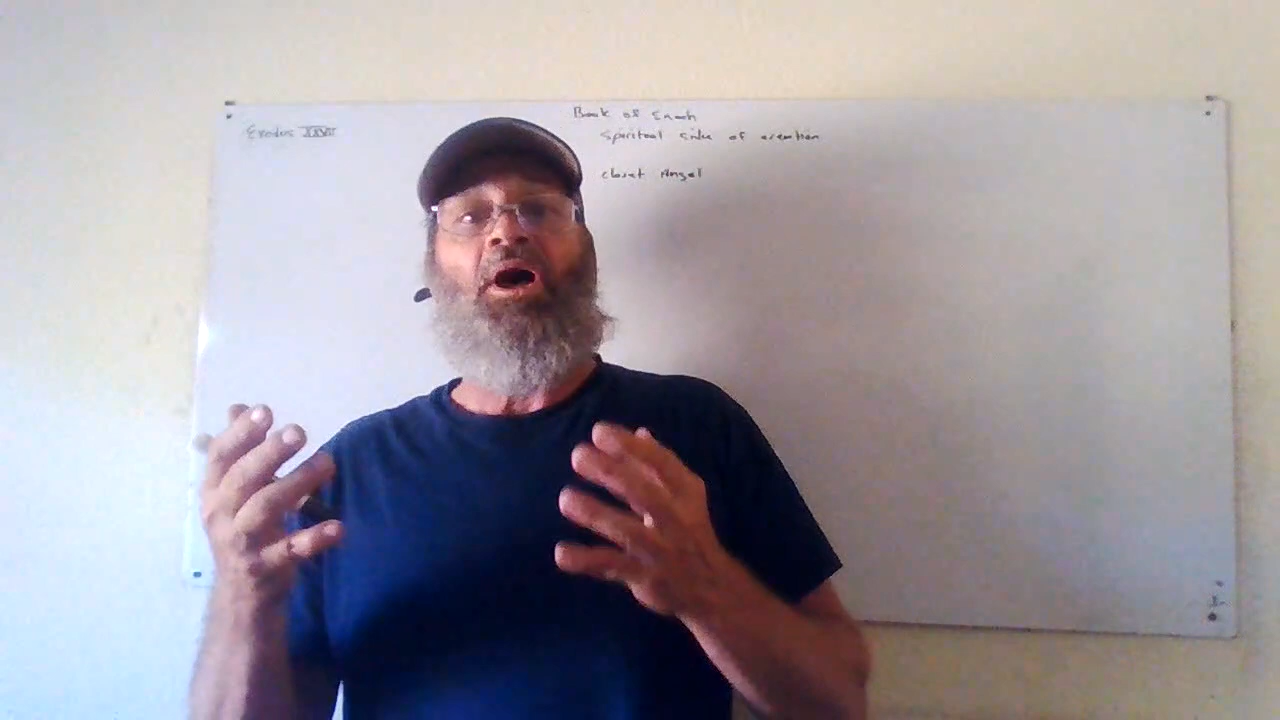 Book of Enoch
Exodus
Spiritual side of creation
closet Angel